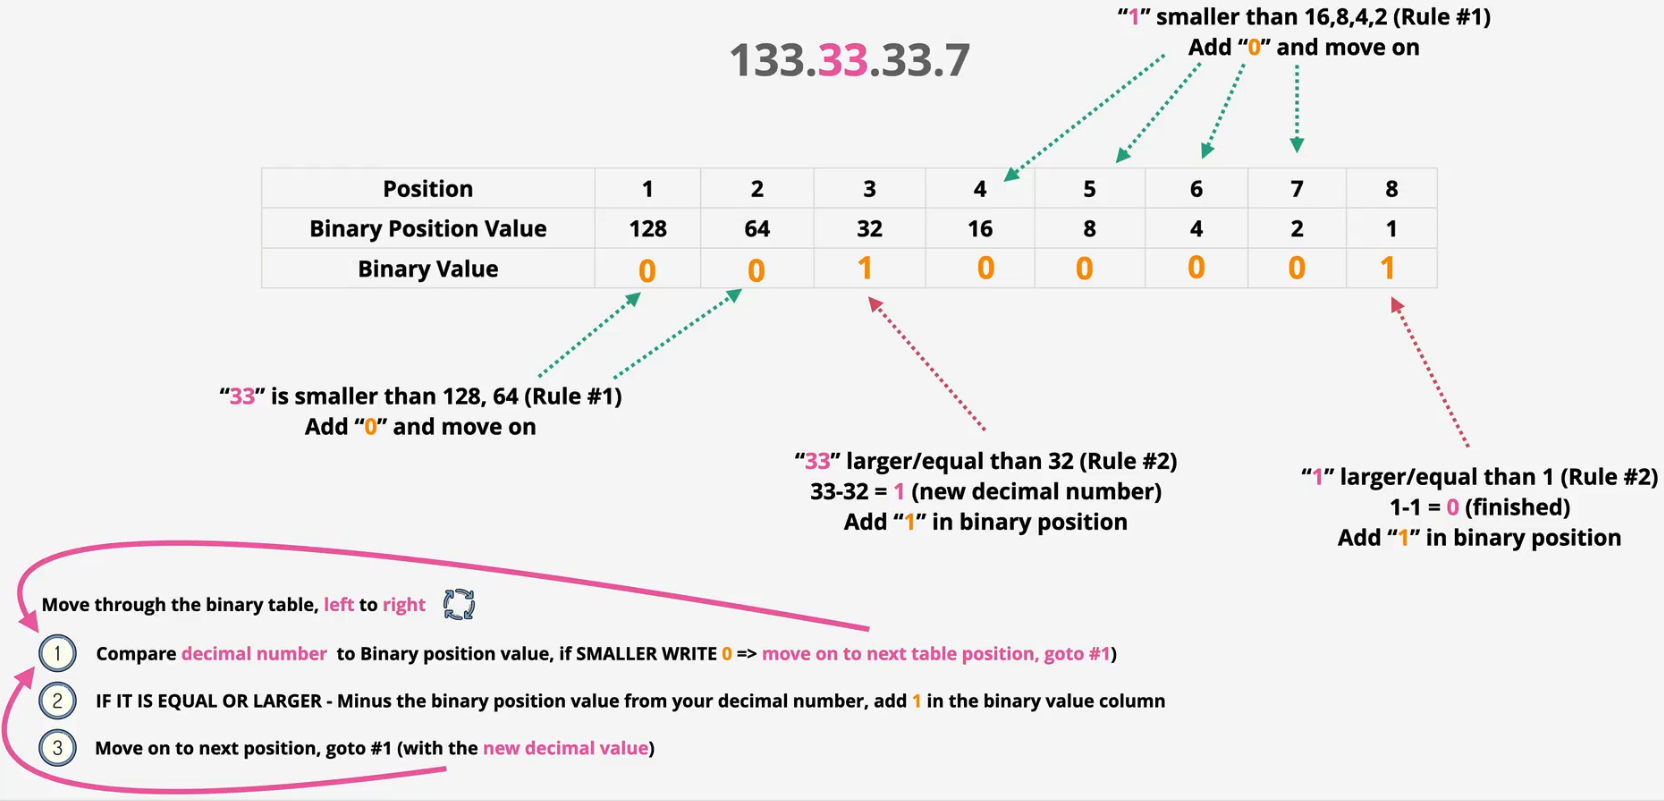 “1” smaller than 16,8,4,2 (Rule #1)
Add “0” and move on
133.33.33.7
Position 1 2 3 4 5 6 7 8
Binary Position Value 128 64 32 16 8 4 2 1
Binary Value 0 0 1 0 0 0 0 1
“33” is smaller than 128, 64 (Rule #1)
Add “0” and move on
“33” larger/equal than 32 (Rule #2)
33-32 = 1 (new decimal number)
Add “1” in binary position
“1” larger/equal than 1 (Rule #2)
1-1 = 0 (finished)
Add “1” in binary position
Move through the binary table, left to right
1 Compare decimal number to Binary position value, if SMALLER WRITE 0 => move on to next table position, goto #1)
2 IF IT IS EQUAL OR LARGER - Minus the binary position value from your decimal number, add 1 in the binary value column
3 Move on to next position, goto #1 (with the new decimal value)